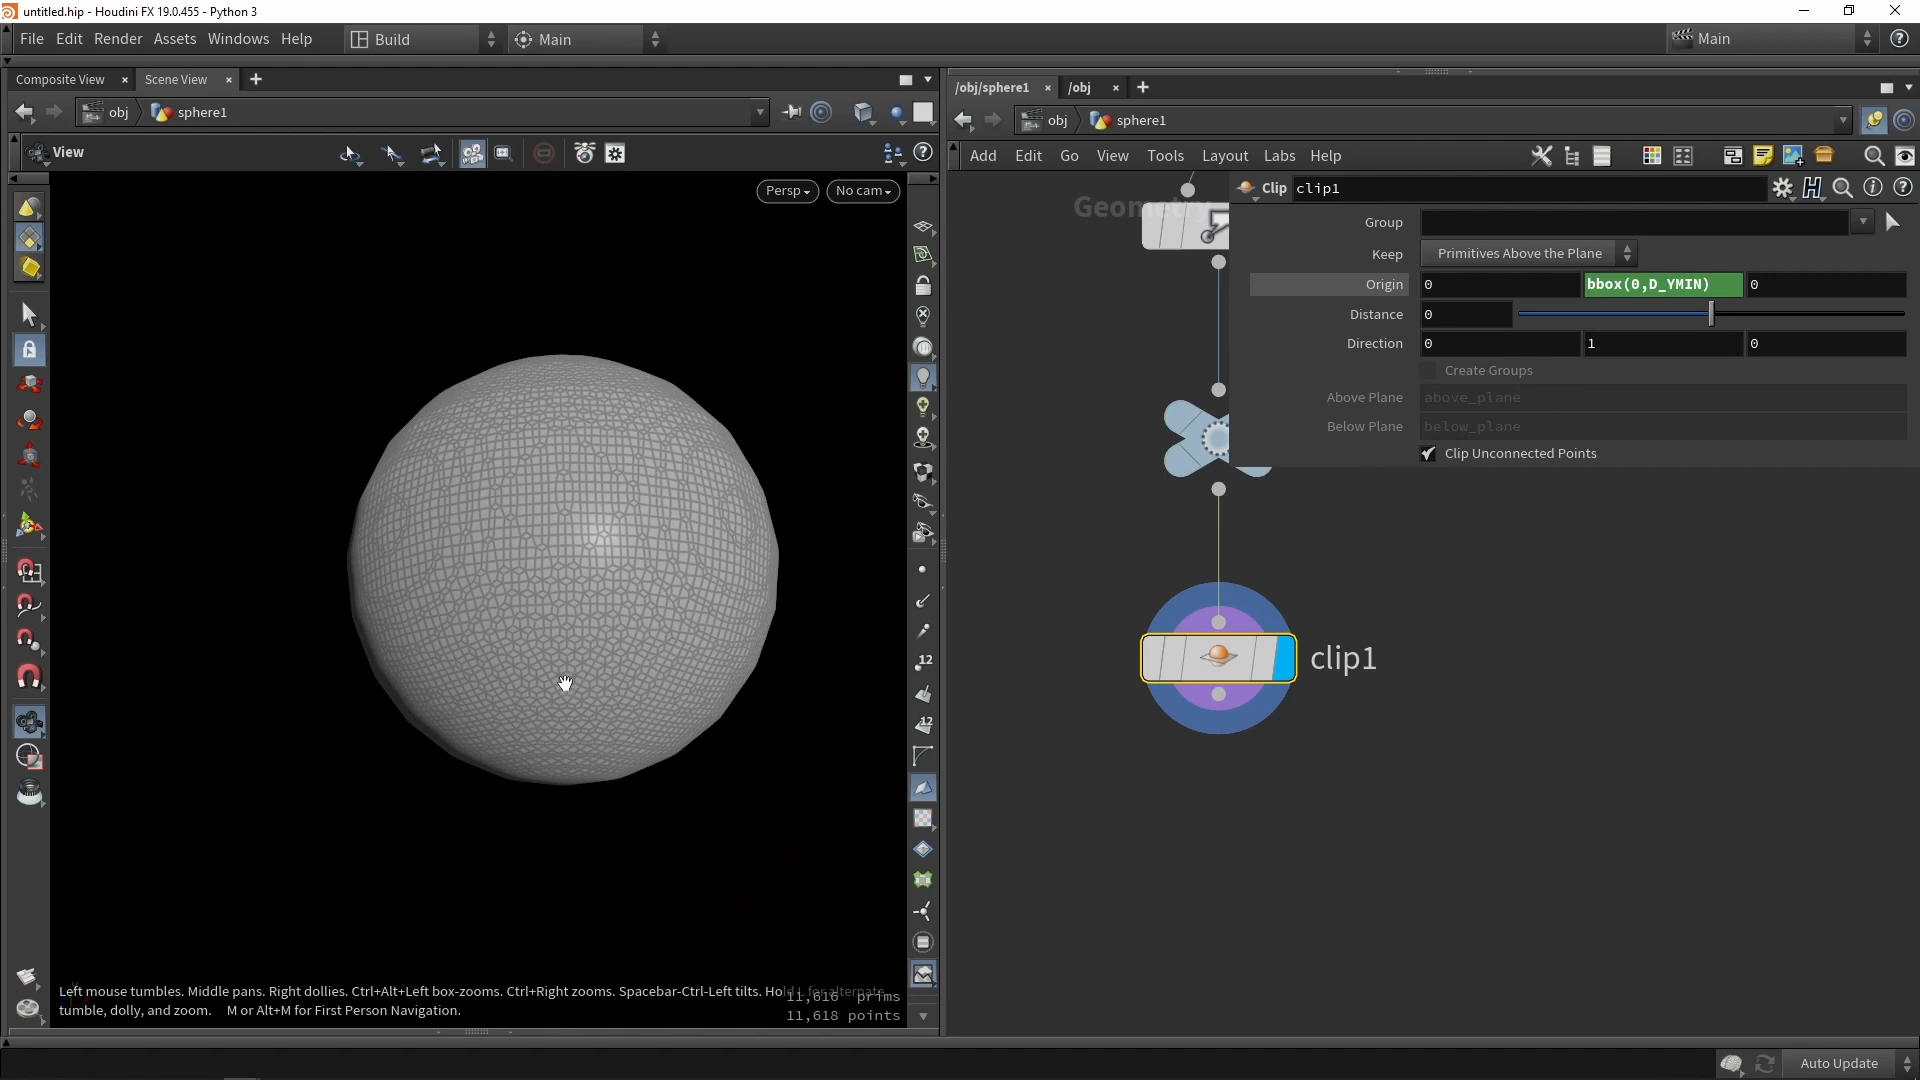 untitled.hip - Houdini FX 19.0.455 - Python 3
File Edit Render Assets Windows Help
Build
Main
Main
Composite View
Scene View
obj
sphere1
View
Persp
No cam
12
12
Left mouse tumbles. Middle pans. Right dollies. Ctrl+Alt+Left box-zooms. Ctrl+Right zooms. Spacebar-Ctrl-Left tilts. Hold L for alternate
tumble, dolly, and zoom. M or Alt+M for First Person Navigation.
11,616 prims
11,618 points
/obj/sphere1
/obj
obj
sphere1
Add Edit Go View Tools Layout Labs Help
Clip clip1
Group
Keep Primitives Above the Plane
Origin 0 bbox(0,D_YMIN) 0
Distance 0
Direction 0 1 0
Create Groups
Above Plane above_plane
Below Plane below_plane
Clip Unconnected Points
clip1
Auto Update